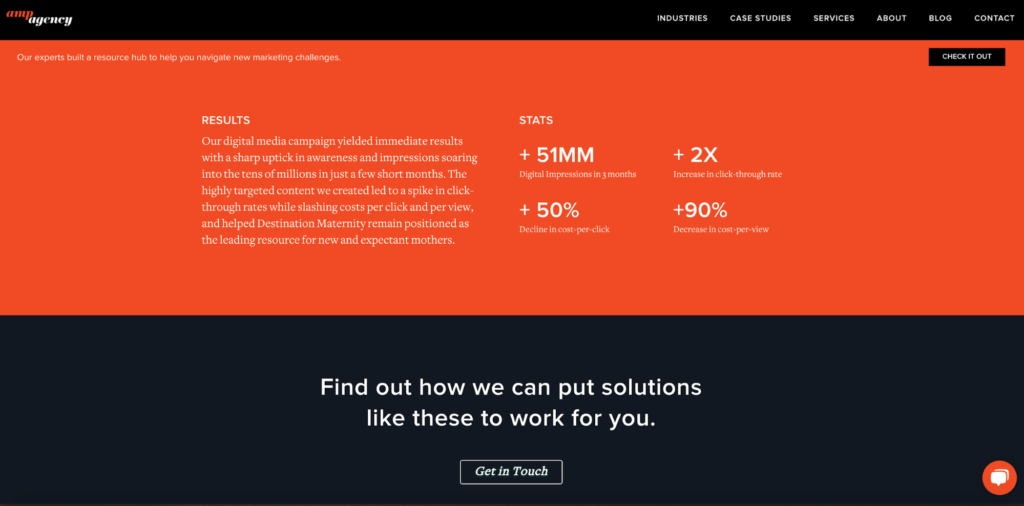 amp
agency
INDUSTRIES CASE STUDIES SERVICES ABOUT BLOG CONTACT
Our experts built a resource hub to help you navigate new marketing challenges.
CHECK IT OUT
RESULTS
Our digital media campaign yielded immediate results
with a sharp uptick in awareness and impressions soaring
into the tens of millions in just a few short months. The
highly targeted content we created led to a spike in click-
through rates while slashing costs per click and per view,
and helped Destination Maternity remain positioned as
the leading resource for new and expectant mothers.
STATS
+ 51MM
Digital Impressions in 3 months
+ 2X
Increase in click-through rate
+ 50%
Decline in cost-per-click
+90%
Decrease in cost-per-view
Find out how we can put solutions
like these to work for you.
Get in Touch